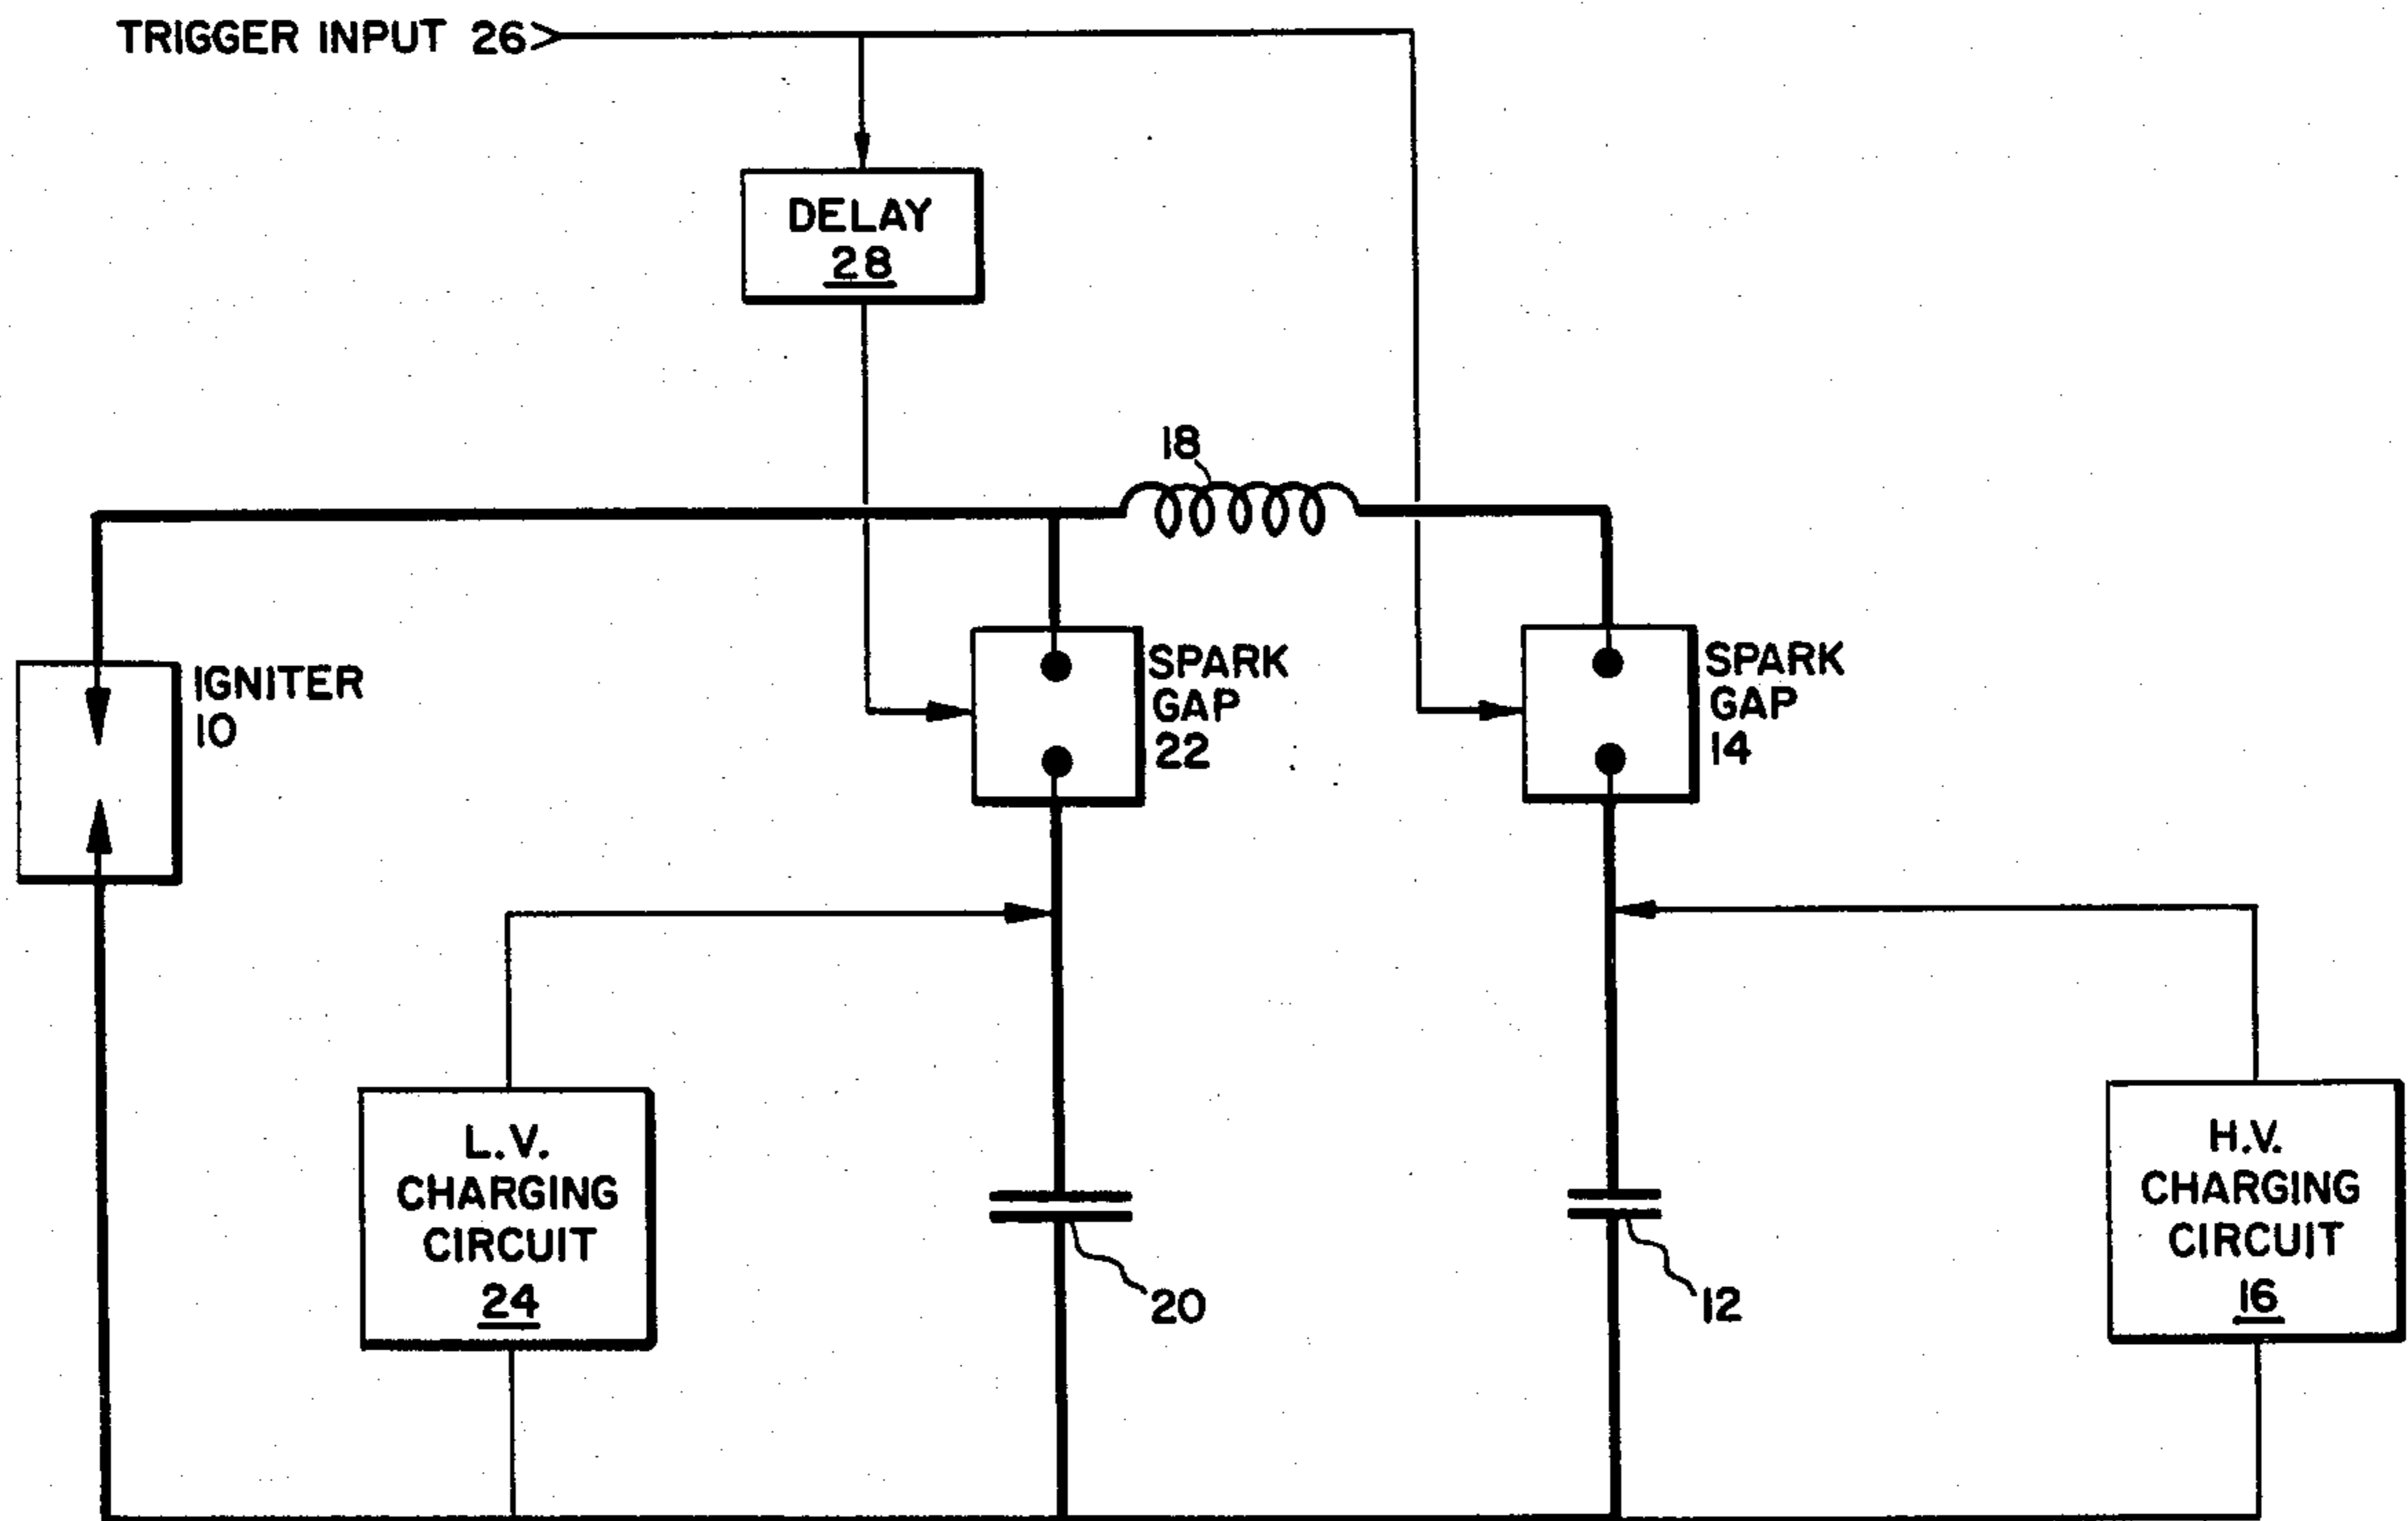 TRIGGER INPUT 26
DELAY
28
18
IGNITER
10
SPARK
GAP
22
SPARK
GAP
14
L.V.
CHARGING
CIRCUIT
24
20
12
H.V.
CHARGING
CIRCUIT
16